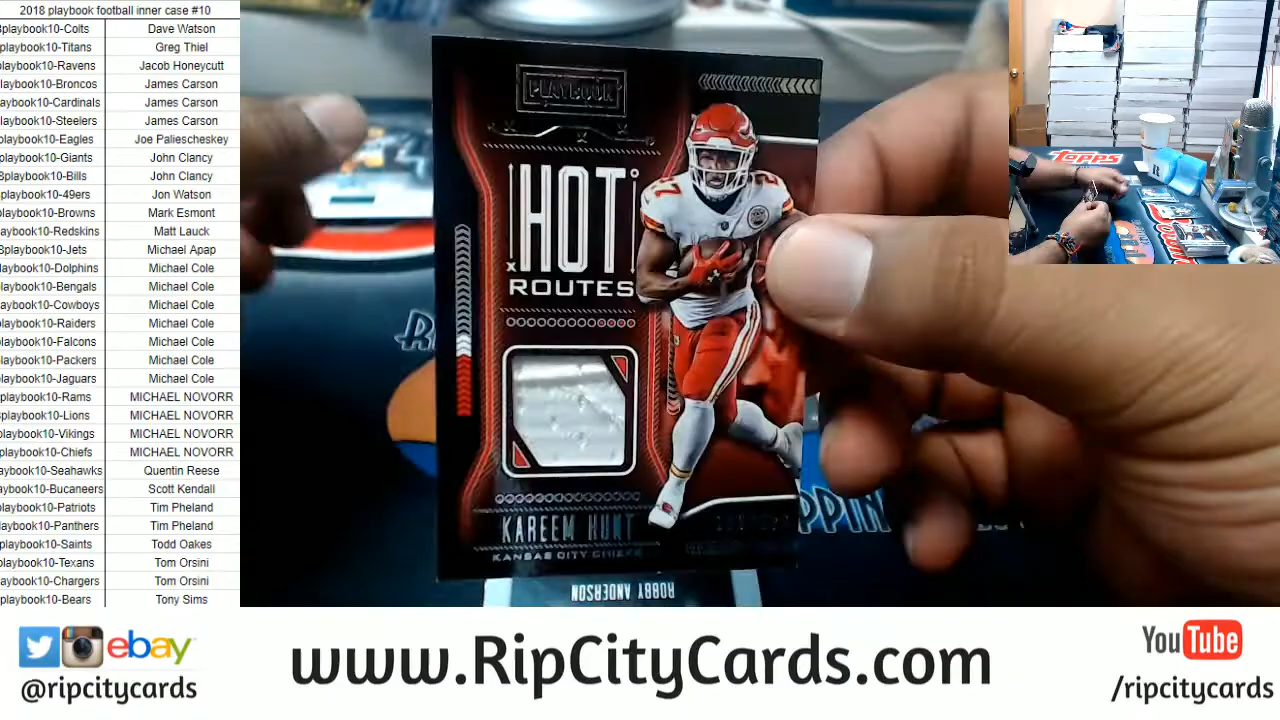 2018 playbook football inner case #10
playbook10-Colts Dave Watson
playbook10-Titans Greg Thiel
playbook10-Ravens Jacob Honeycutt
playbook10-Broncos James Carson
playbook10-Cardinals James Carson
playbook10-Steelers James Carson
playbook10-Eagles Joe Paliescheskey
playbook10-Giants John Clancy
8playbook10-Bills John Clancy
playbook10-49ers Jon Watson
playbook10-Browns Mark Esmont
playbook10-Redskins Matt Lauck
8playbook10-Jets Michael Apap
playbook10-Dolphins Michael Cole
playbook10-Bengals Michael Cole
playbook10-Cowboys Michael Cole
playbook10-Raiders Michael Cole
playbook10-Falcons Michael Cole
playbook10-Packers Michael Cole
playbook10-Jaguars Michael Cole
playbook10-Rams MICHAEL NOVORR
playbook10-Lions MICHAEL NOVORR
playbook10-Vikings MICHAEL NOVORR
playbook10-Chiefs MICHAEL NOVORR
playbook10-Seahawks Quentin Reese
aybook10-Bucaneers Scott Kendall
playbook10-Patriots Tim Pheland
playbook10-Panthers Tim Pheland
playbook10-Saints Todd Oakes
playbook10-Texans Tom Orsini
playbook10-Chargers Tom Orsini
playbook10-Bears Tony Sims
PLAYBOOK
HOT
ROUTES
27
KAREEM HUNT
KANSAS CITY CHIEFS
ROBBY ANDERSON
PPIN
topps
ebay
@ripcitycards
www.RipCityCards.com
YouTube
/ripcitycards